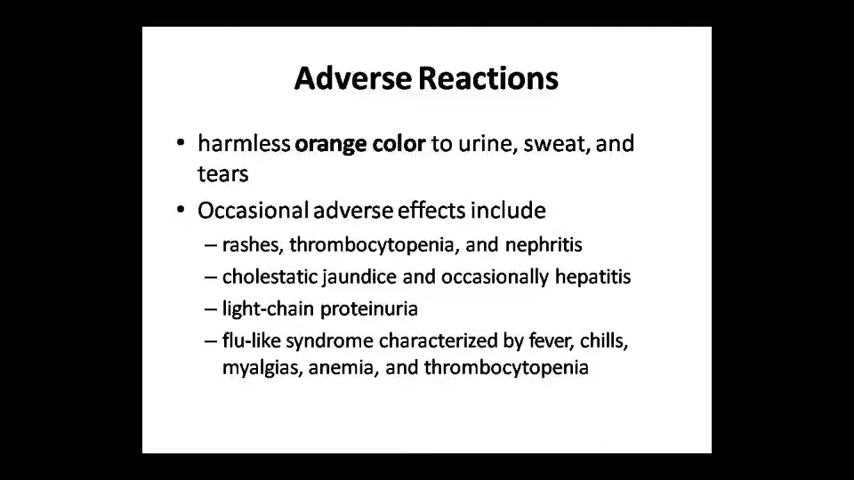 Adverse Reactions
• harmless orange color to urine, sweat, and
tears
• Occasional adverse effects include
– rashes, thrombocytopenia, and nephritis
– cholestatic jaundice and occasionally hepatitis
– light-chain proteinuria
– flu-like syndrome characterized by fever, chills,
myalgias, anemia, and thrombocytopenia